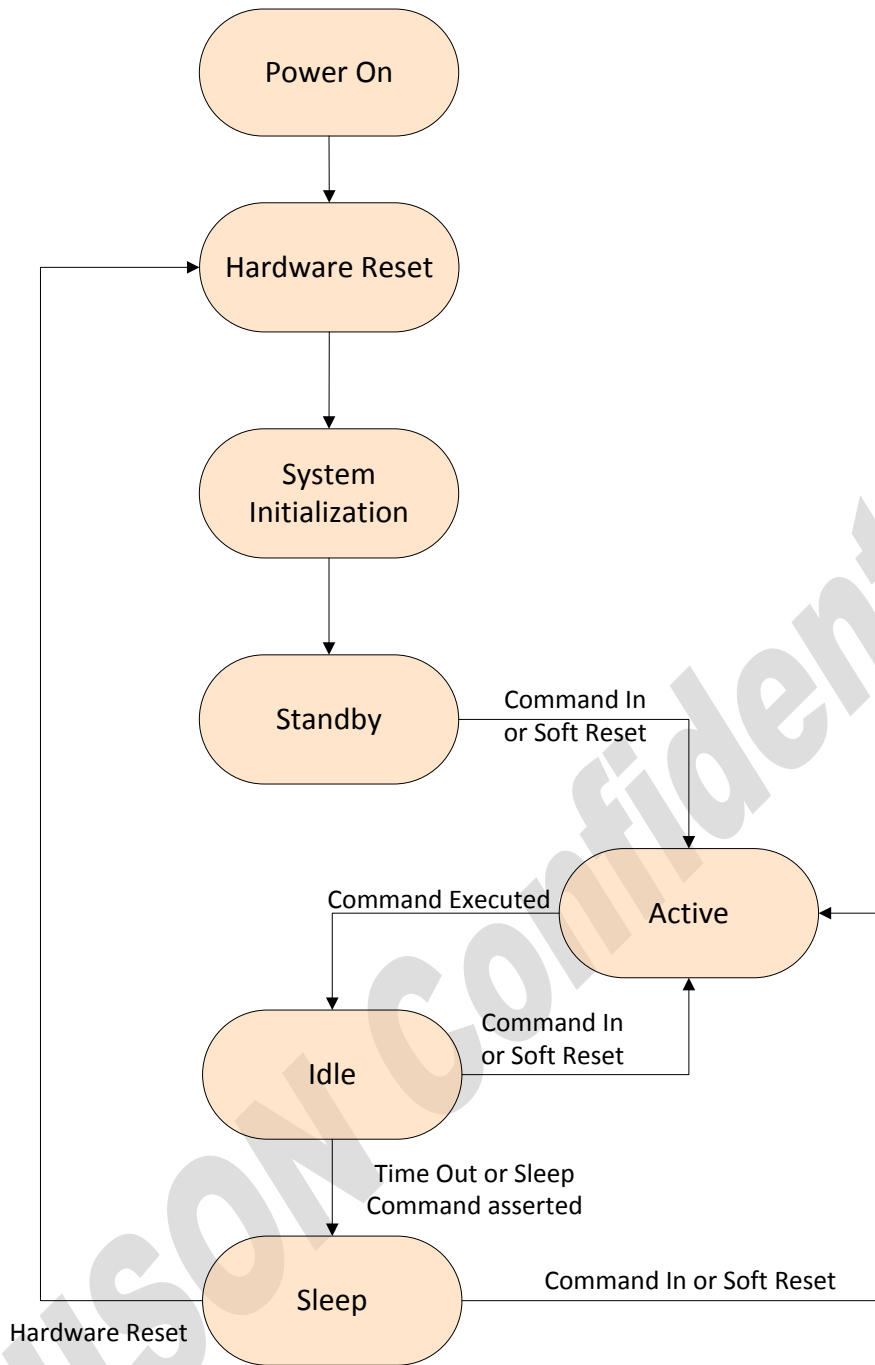 Power On
Hardware Reset
System
Initialization
Standby
Command In
or Soft Reset
Command Executed
Active
Command In
or Soft Reset
Idle
Time Out or Sleep
Command asserted
Sleep
Command In or Soft Reset
Hardware Reset